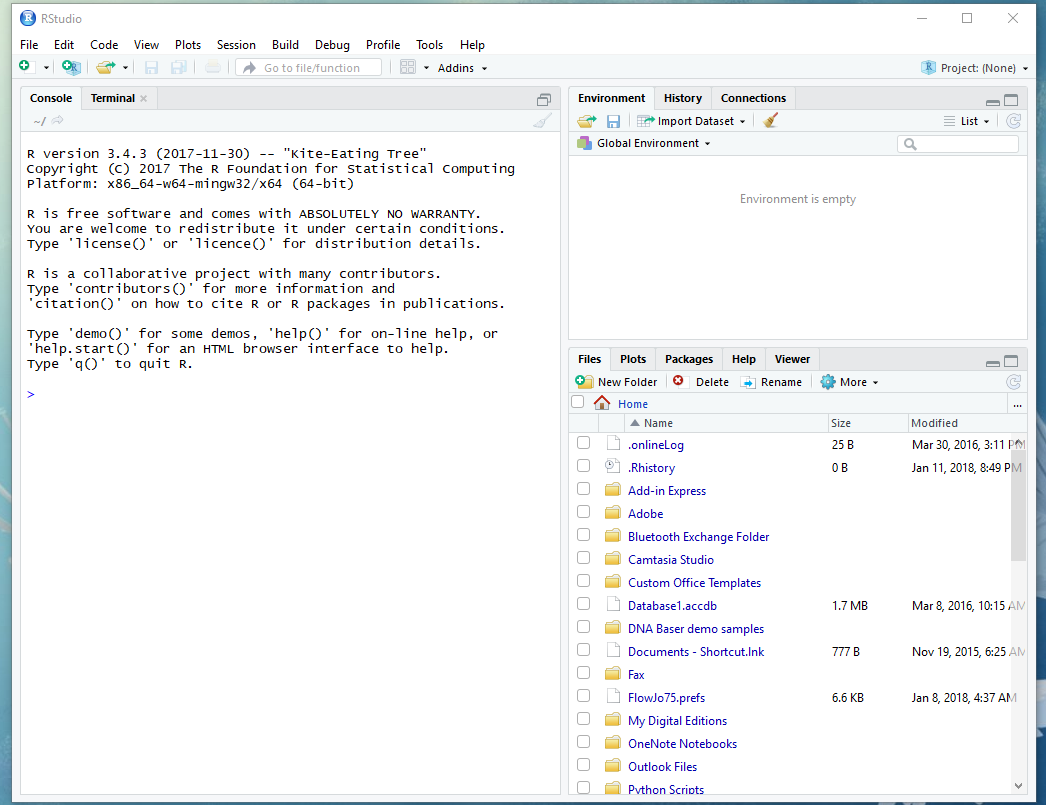 RStudio
File Edit Code View Plots Session Build Debug Profile Tools Help
Go to file/function Addins Project: (None)
Console Terminal
~/
R version 3.4.3 (2017-11-30) -- "Kite-Eating Tree"
Copyright (C) 2017 The R Foundation for Statistical Computing
Platform: x86_64-w64-mingw32/x64 (64-bit)
R is free software and comes with ABSOLUTELY NO WARRANTY.
You are welcome to redistribute it under certain conditions.
Type 'license()' or 'licence()' for distribution details.
R is a collaborative project with many contributors.
Type 'contributors()' for more information and
'citation()' on how to cite R or R packages in publications.
Type 'demo()' for some demos, 'help()' for on-line help, or
'help.start()' for an HTML browser interface to help.
Type 'q()' to quit R.
>
Environment History Connections
Import Dataset List
Global Environment
Environment is empty
Files Plots Packages Help Viewer
New Folder Delete Rename More
Home ...
Name Size Modified
.onlineLog 25 B Mar 30, 2016, 3:11 PM
.Rhistory 0 B Jan 11, 2018, 8:49 PM
Add-in Express
Adobe
Bluetooth Exchange Folder
Camtasia Studio
Custom Office Templates
Database1.accdb 1.7 MB Mar 8, 2016, 10:15 AM
DNA Baser demo samples
Documents - Shortcut.lnk 777 B Nov 19, 2015, 6:25 AM
Fax
FlowJo75.prefs 6.6 KB Jan 8, 2018, 4:37 AM
My Digital Editions
OneNote Notebooks
Outlook Files
Python Scripts